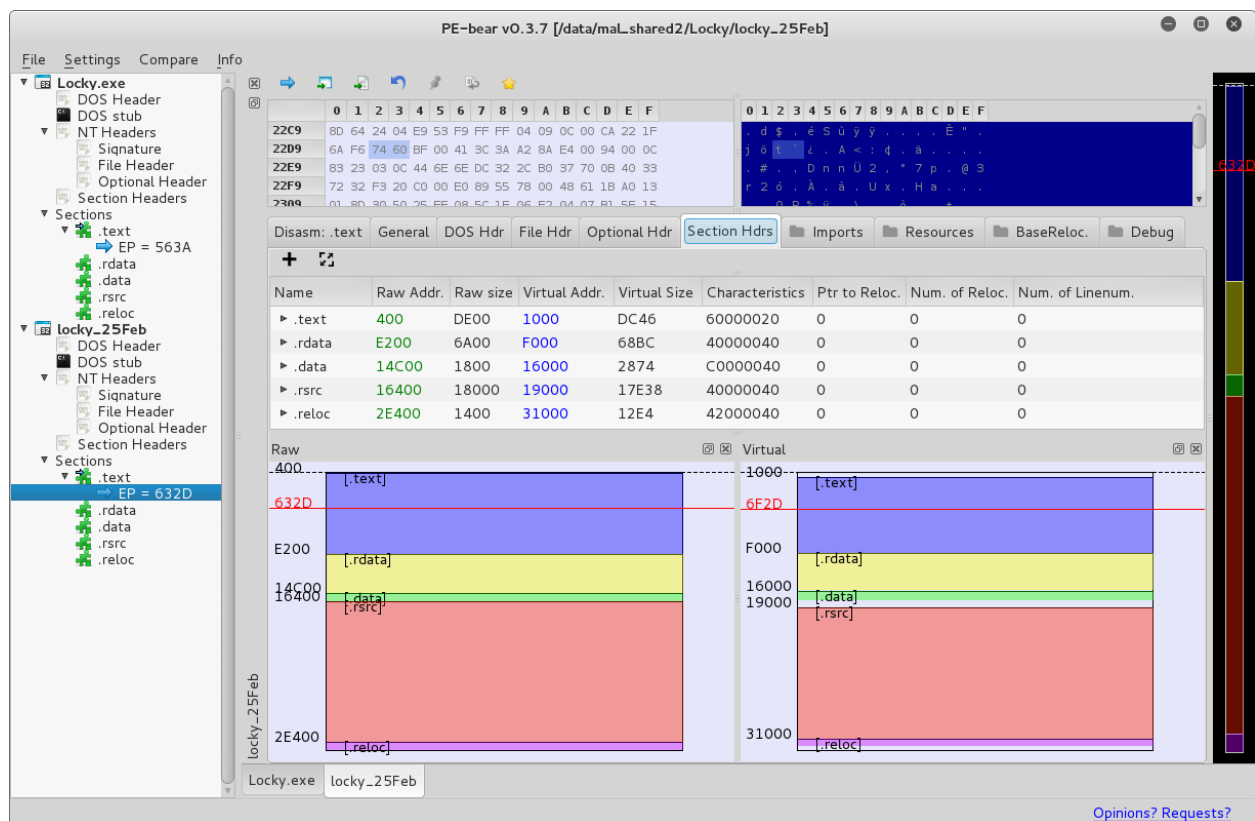 PE-bear v0.3.7 [/data/mal_shared2/Locky/locky_25Feb]
File Settings Compare Info
Locky.exe
DOS Header
DOS stub
NT Headers
Signature
File Header
Optional Header
Section Headers
Sections
.text
EP = 563A
.rdata
.data
.rsrc
.reloc
locky_25Feb
DOS Header
DOS stub
NT Headers
Signature
File Header
Optional Header
Section Headers
Sections
.text
EP = 632D
.rdata
.data
.rsrc
.reloc
0 1 2 3 4 5 6 7 8 9 A B C D E F
22C9 8D 64 24 04 E9 53 F9 FF FF 04 09 0C 00 CA 22 1F
22D9 6A F6 74 60 BF 00 41 3C 3A A2 8A E4 00 94 00 0C
22E9 83 23 03 0C 44 6E 6E DC 32 2C B0 37 70 0B 40 33
22F9 72 32 F3 20 C0 00 E0 89 55 78 00 48 61 1B A0 13
0 1 2 3 4 5 6 7 8 9 A B C D E F
. d $ . é S ù ÿ ÿ . . . . Ê " .
j ö t ` ¿ . A < : ¢ . ä . . . .
. # . . D n n Ü 2 , ° 7 p . @ 3
r 2 ó . À . à . U x . H a . . .
632D
Disasm: .text General DOS Hdr File Hdr Optional Hdr Section Hdrs Imports Resources BaseReloc. Debug
Name Raw Addr. Raw size Virtual Addr. Virtual Size Characteristics Ptr to Reloc. Num. of Reloc. Num. of Linenum.
.text 400 DE00 1000 DC46 60000020 0 0 0
.rdata E200 6A00 F000 68BC 40000040 0 0 0
.data 14C00 1800 16000 2874 C0000040 0 0 0
.rsrc 16400 18000 19000 17E38 40000040 0 0 0
.reloc 2E400 1400 31000 12E4 42000040 0 0 0
Raw
400
[.text]
632D
E200
[.rdata]
14C00
16400
[.data]
[.rsrc]
2E400
[.reloc]
Virtual
1000
[.text]
6F2D
F000
[.rdata]
16000
[.data]
19000
[.rsrc]
31000
[.reloc]
locky_25Feb
Locky.exe locky_25Feb
Opinions? Requests?